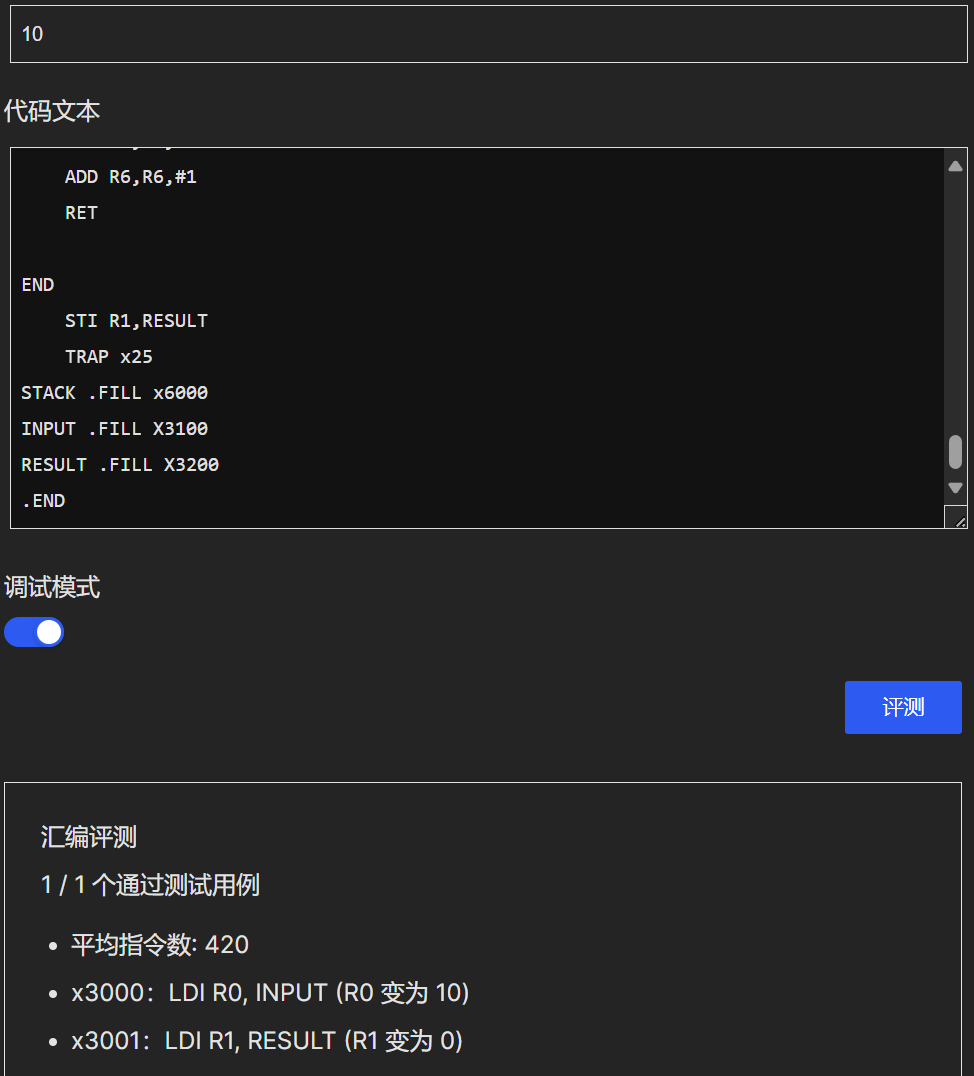 10
代码文本
ADD R6,R6,#1
RET
END
STI R1,RESULT
TRAP x25
STACK .FILL x6000
INPUT .FILL X3100
RESULT .FILL X3200
.END
调试模式
评测
汇编评测
1 / 1 个通过测试用例
• 平均指令数: 420
• x3000：LDI R0, INPUT (R0 变为 10)
• x3001：LDI R1, RESULT (R1 变为 0)